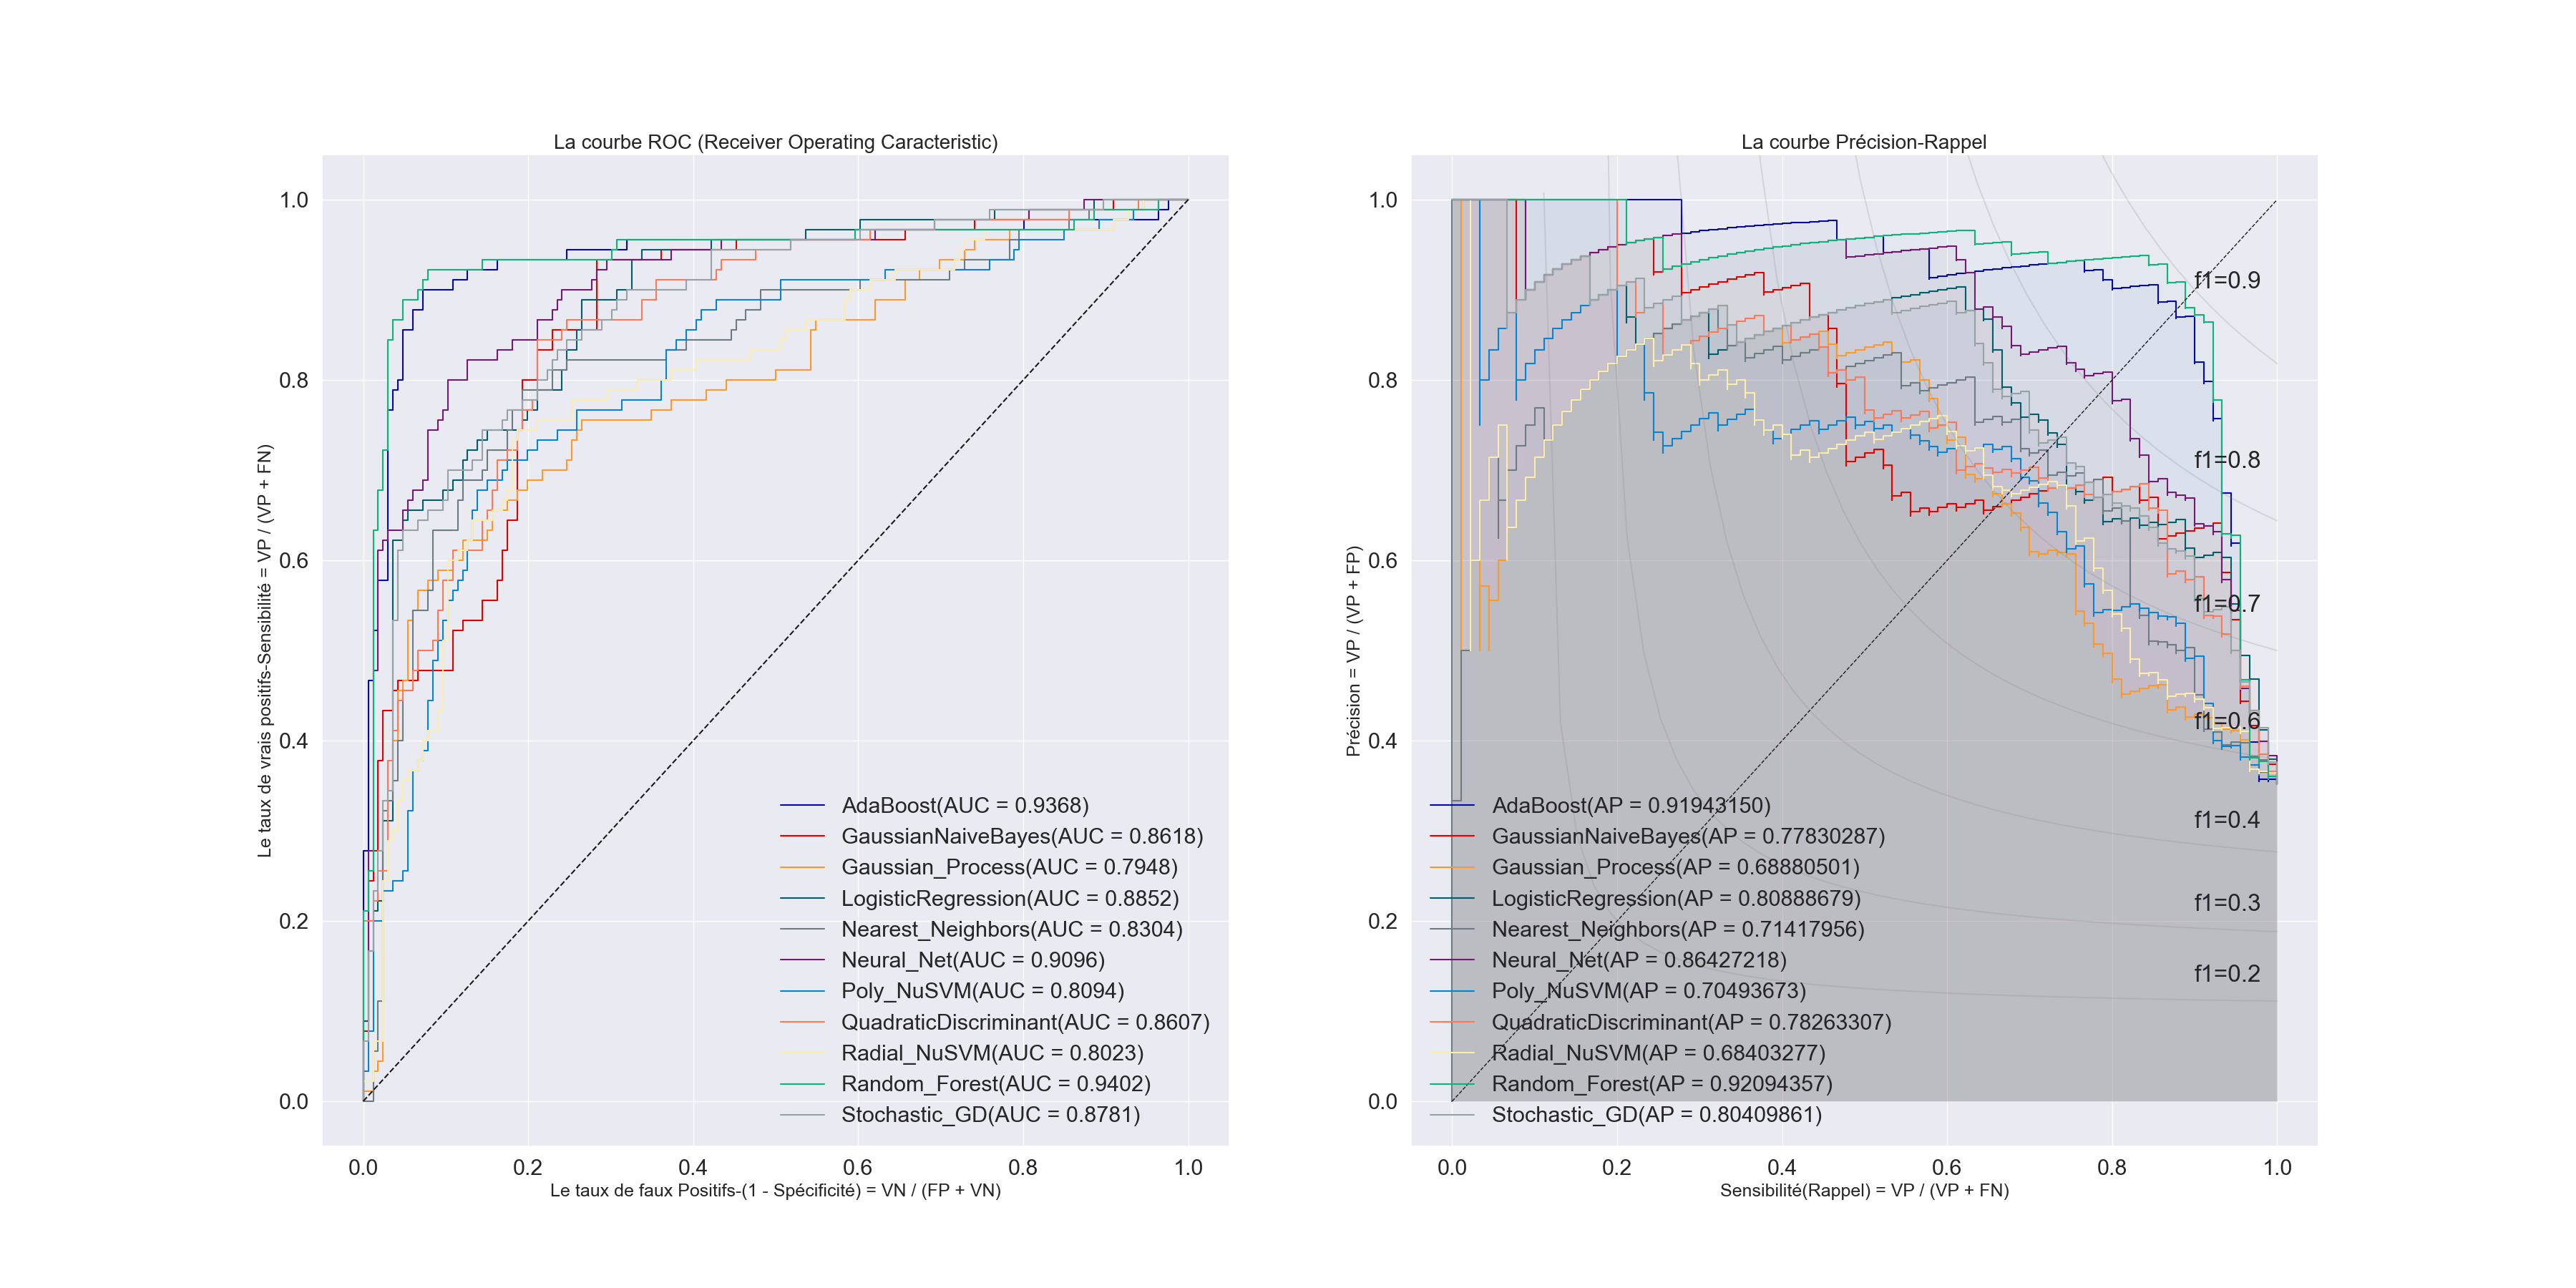 La courbe ROC (Receiver Operating Caracteristic)
Le taux de vrais positifs-Sensibilité = VP / (VP + FN)
1.0
0.8
0.6
0.4
0.2
0.0
AdaBoost(AUC = 0.9368)
GaussianNaiveBayes(AUC = 0.8618)
Gaussian_Process(AUC = 0.7948)
LogisticRegression(AUC = 0.8852)
Nearest_Neighbors(AUC = 0.8304)
Neural_Net(AUC = 0.9096)
Poly_NuSVM(AUC = 0.8094)
QuadraticDiscriminant(AUC = 0.8607)
Radial_NuSVM(AUC = 0.8023)
Random_Forest(AUC = 0.9402)
Stochastic_GD(AUC = 0.8781)
0.0 0.2 0.4 0.6 0.8 1.0
Le taux de faux Positifs-(1 - Spécificité) = VN / (FP + VN)
La courbe Précision-Rappel
Précision = VP / (VP + FP)
1.0
0.8
0.6
0.4
0.2
0.0
f1=0.9
f1=0.8
f1=0.7
f1=0.6
f1=0.4
f1=0.3
f1=0.2
AdaBoost(AP = 0.91943150)
GaussianNaiveBayes(AP = 0.77830287)
Gaussian_Process(AP = 0.68880501)
LogisticRegression(AP = 0.80888679)
Nearest_Neighbors(AP = 0.71417956)
Neural_Net(AP = 0.86427218)
Poly_NuSVM(AP = 0.70493673)
QuadraticDiscriminant(AP = 0.78263307)
Radial_NuSVM(AP = 0.68403277)
Random_Forest(AP = 0.92094357)
Stochastic_GD(AP = 0.80409861)
0.0 0.2 0.4 0.6 0.8 1.0
Sensibilité(Rappel) = VP / (VP + FN)